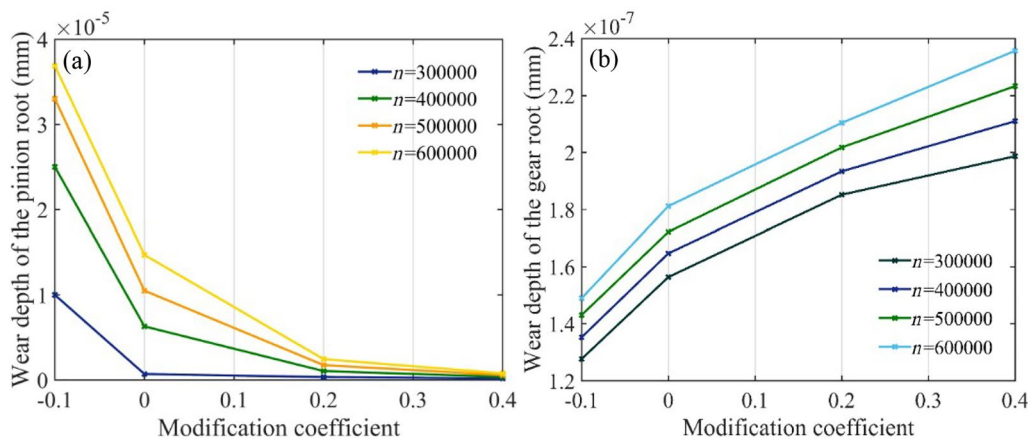 ×10⁻⁵
4
3
5
1
0
(a)
n=300000
n=400000
n=500000
n=600000
Wear depth of the pinion root (mm)
-0.1 0 0.1 0.2 0.3 0.4
Modification coefficient
×10⁻⁷
2.4
2.2
2
1.8
1.6
1.4
1.2
(b)
n=300000
n=400000
n=500000
n=600000
Wear depth of the gear root (mm)
-0.1 0 0.1 0.2 0.3 0.4
Modification coefficient